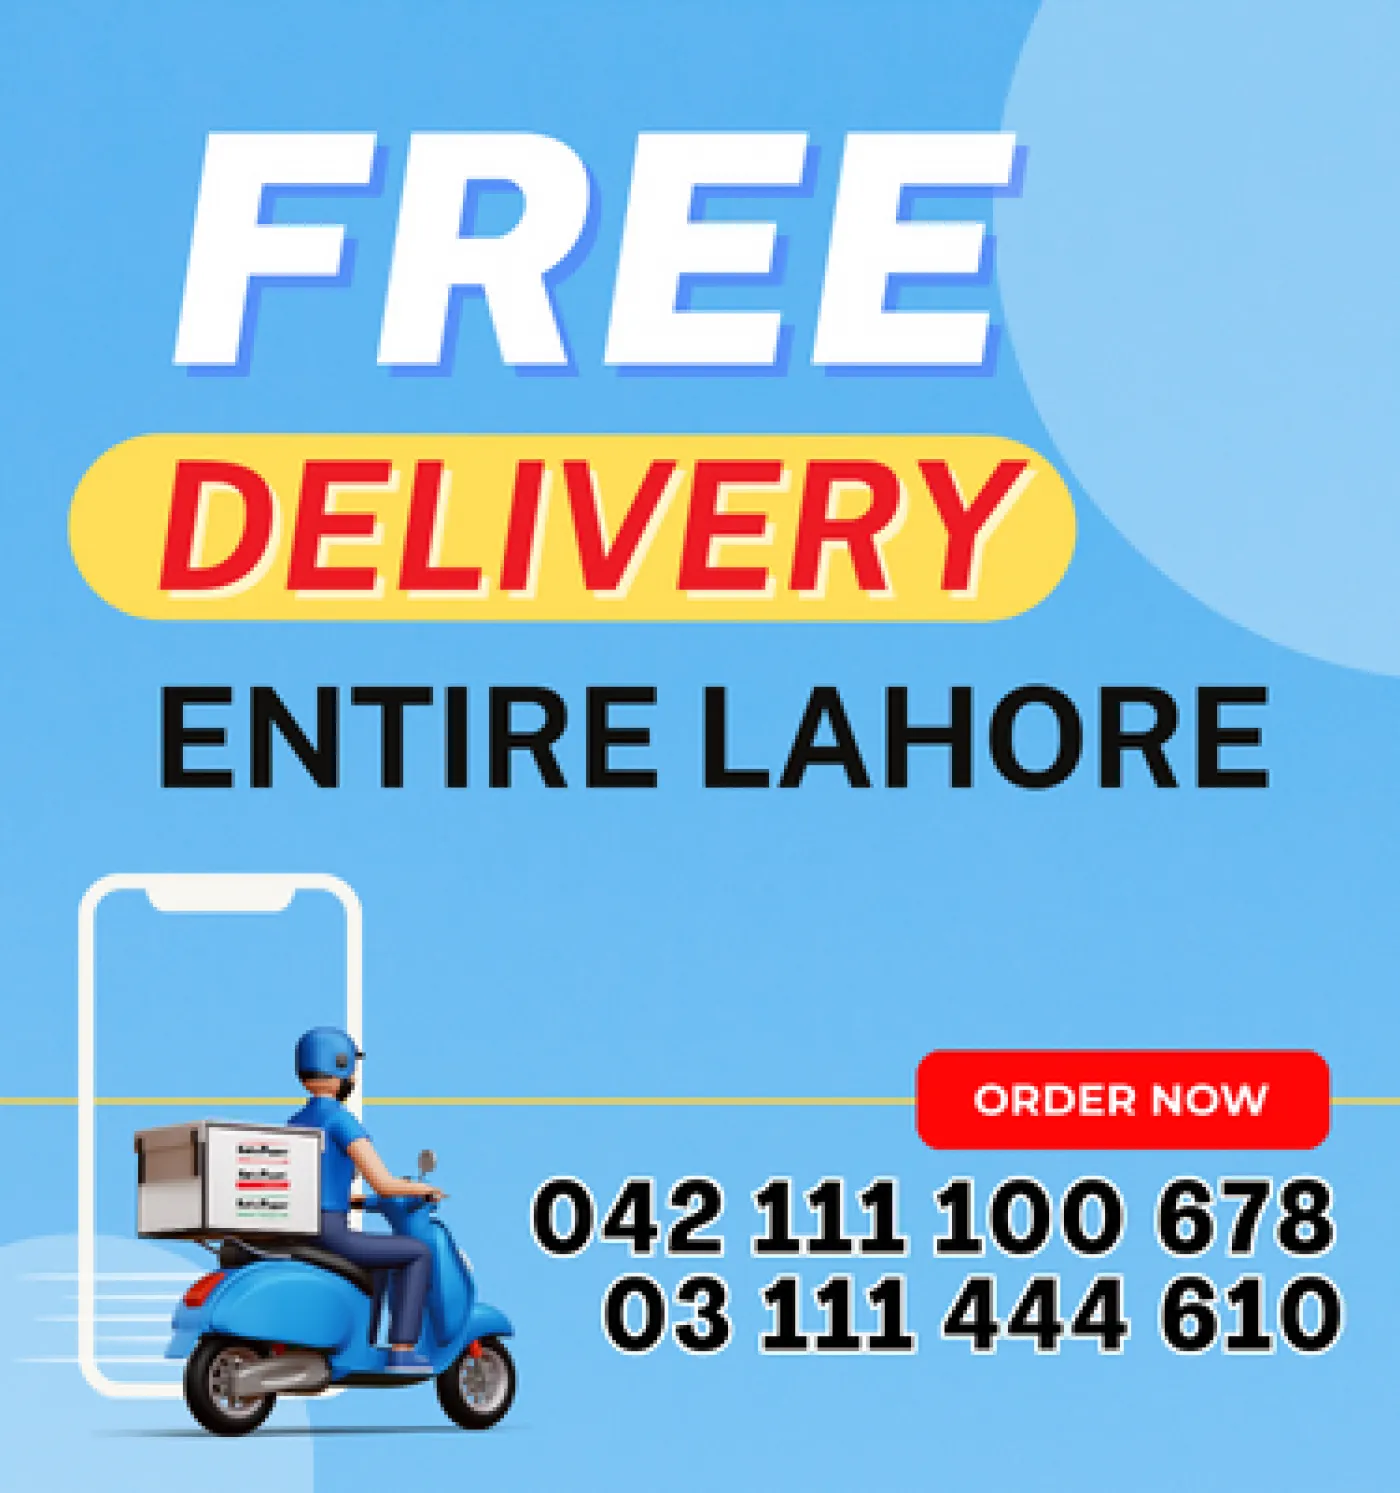 FREE
DELIVERY
ENTIRE LAHORE
ORDER NOW
042 111 100 678
03 111 444 610